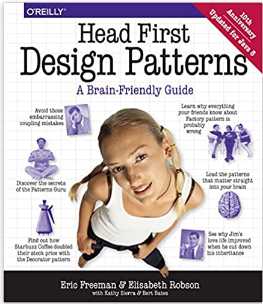 O'REILLY®
10th
Anniversary
Updated for Java 8
Head First
Design Patterns
A Brain-Friendly Guide
Avoid those
embarrassing
coupling mistakes
Learn why everything
your friends know about
Factory pattern is
probably
wrong
Discover the secrets
of the Patterns Guru
Load the patterns
that matter straight
into your brain
Find out how
Starbuzz Coffee doubled
their stock price with
the Decorator pattern
See why Jim's
love life improved
when he cut down
his inheritance
Eric Freeman & Elisabeth Robson
with Kathy Sierra & Bert Bates